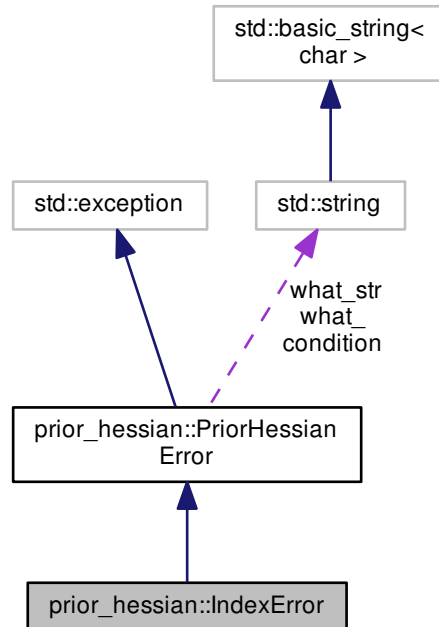 std::basic_string<
char >
std::exception
std::string
what_str
what_
condition
prior_hessian::PriorHessian
Error
prior_hessian::IndexError